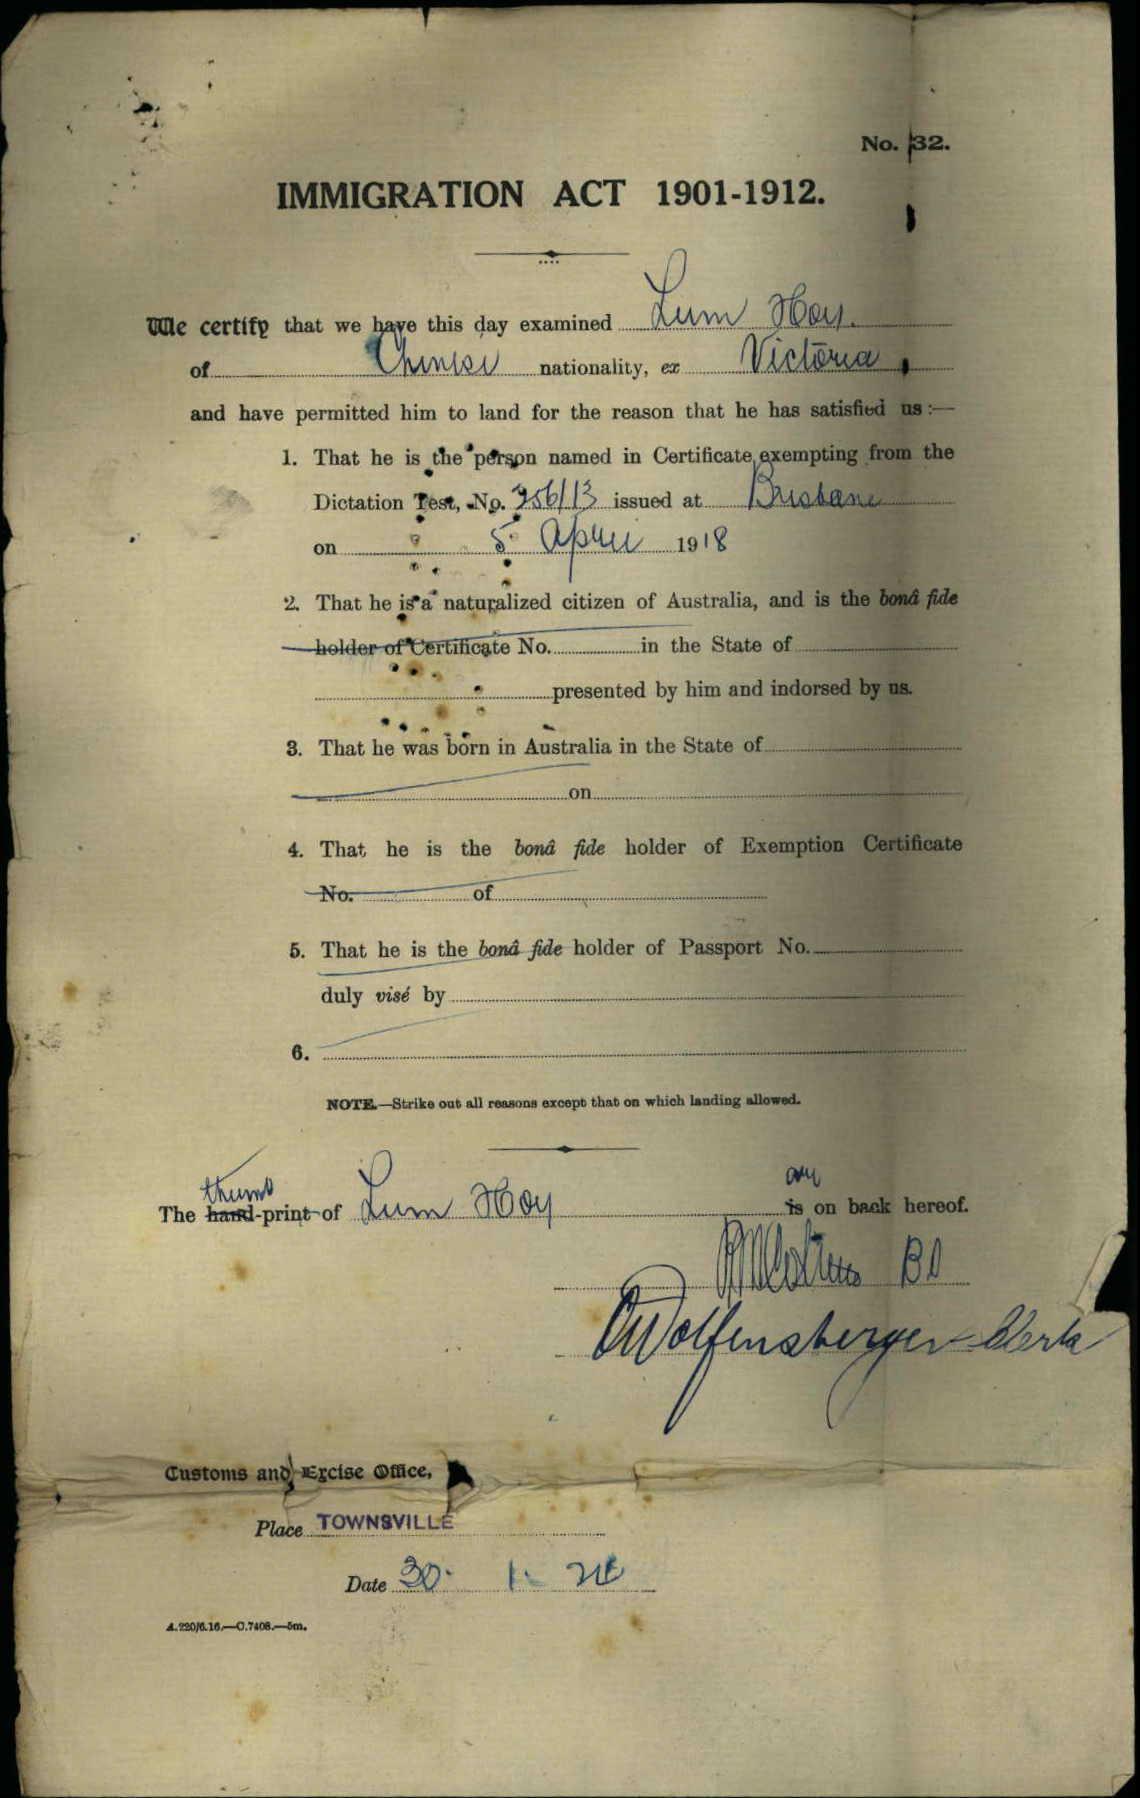 No. 32.
IMMIGRATION ACT 1901-1912.
We certify that we have this day examined Lum Hoy.
of Chinese nationality, ex Victoria
and have permitted him to land for the reason that he has satisfied us:—
1. That he is the person named in Certificate exempting from the
Dictation Test, No. 256/13 issued at Brisbane
on 5 April 1918
2. That he is a naturalized citizen of Australia, and is the bonâ fide
holder of Certificate No. in the State of
presented by him and indorsed by us.
3. That he was born in Australia in the State of
on
4. That he is the bonâ fide holder of Exemption Certificate
No. of
5. That he is the bonâ fide holder of Passport No.
duly visé by
6.
NOTE.—Strike out all reasons except that on which landing allowed.
thumb are
The hand-print of Lum Hoy is on back hereof.
CWolfensberger Clerk
Customs and Excise Office,
Place TOWNSVILLE
Date 30. 1. 24
A.220/6.16.—C.7408.—5m.